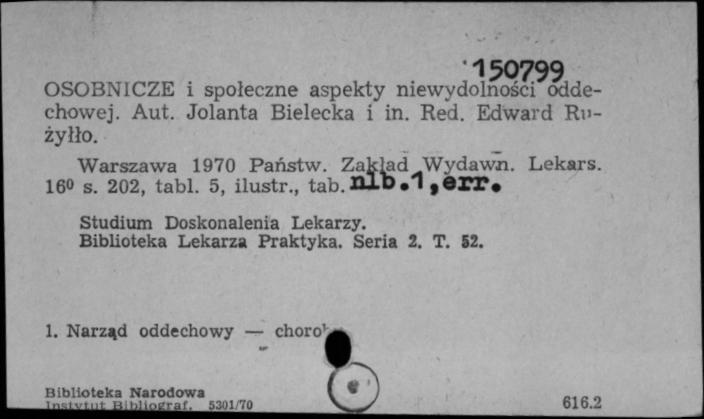 150799
OSOBNICZE i społeczne aspekty niewydolności odde-
chowej. Aut. Jolanta Bielecka i in. Red. Edward Ru-
żyłło.
Warszawa 1970 Państw. Zakład Wydawn. Lekars.
16⁰ s. 202, tabl. 5, ilustr., tab. nlb.1,err.
Studium Doskonalenia Lekarzy.
Biblioteka Lekarza Praktyka. Seria 2. T. 52.
1. Narząd oddechowy —
Biblioteka Narodowa
Instytut Bibliograf. 5301/70
616.2